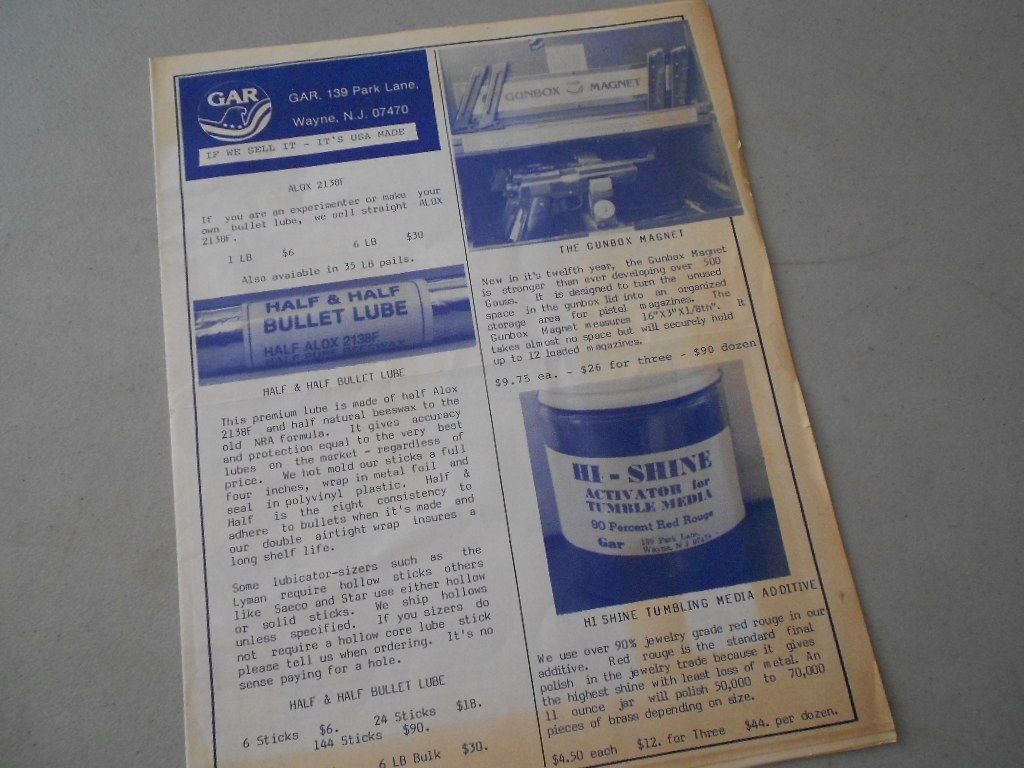 GAR
GAR, 139 Park Lane,
Wayne, N.J. 07470
IF WE SELL IT - IT'S USA MADE
ALOX 2138F
If you are an experimenter or make your
own bullet lube, we sell straight ALOX
2138F.
1 LB $6 6 LB $30
Also avaiable in 35 LB pails.
HALF & HALF
BULLET LUBE
HALF ALOX 2138F
HALF PURE BEESWAX
HALF & HALF BULLET LUBE
This premium lube is made of half Alox
2138F and half natural beeswax to the
old NRA formula. It gives accuracy
and protection equal to the very best
lubes on the market - regardless of
price. We hot mold our sticks a full
four inches, wrap in metal foil and
seal in polyvinyl plastic. Half &
Half is the right consistency to
adhere to bullets when it's made and
our double airtight wrap insures a
long shelf life.
Some lubicator-sizers such as the
Lyman require hollow sticks others
like Saeco and Star use either hollow
or solid sticks. We ship hollows
unless specified. If you sizers do
not require a hollow core lube stick
please tell us when ordering. It's no
sense paying for a hole.
HALF & HALF BULLET LUBE
6 Sticks $6. 24 Sticks $18.
144 Sticks $90.
6 LB Bulk $30.
GUNBOX MAGNET
THE GUNBOX MAGNET
Now in it's twelfth year, the Gunbox Magnet
is stronger than ever developing over 500
Gauss. It is designed to turn the unused
space in the gunbox lid into an organized
storage area for pistol magazines. The
Gunbox Magnet measures 16"X3"X1/8th". It
takes almost no space but will securely hold
up to 12 loaded magazines.
$9.75 ea. - $26 for three - $90 dozen
HI - SHINE
ACTIVATOR for
TUMBLE MEDIA
90 Percent Red Rouge
Gar 139 Park Lane
Wayne, N J 07470
HI SHINE TUMBLING MEDIA ADDITIVE
We use over 90% jewelry grade red rouge in our
additive. Red rouge is the standard final
polish in the jewelry trade because it gives
the highest shine with least loss of metal. An
11 ounce jar will polish 50,000 to 70,000
pieces of brass depending on size.
$4.50 each $12. for Three $44. per dozen.